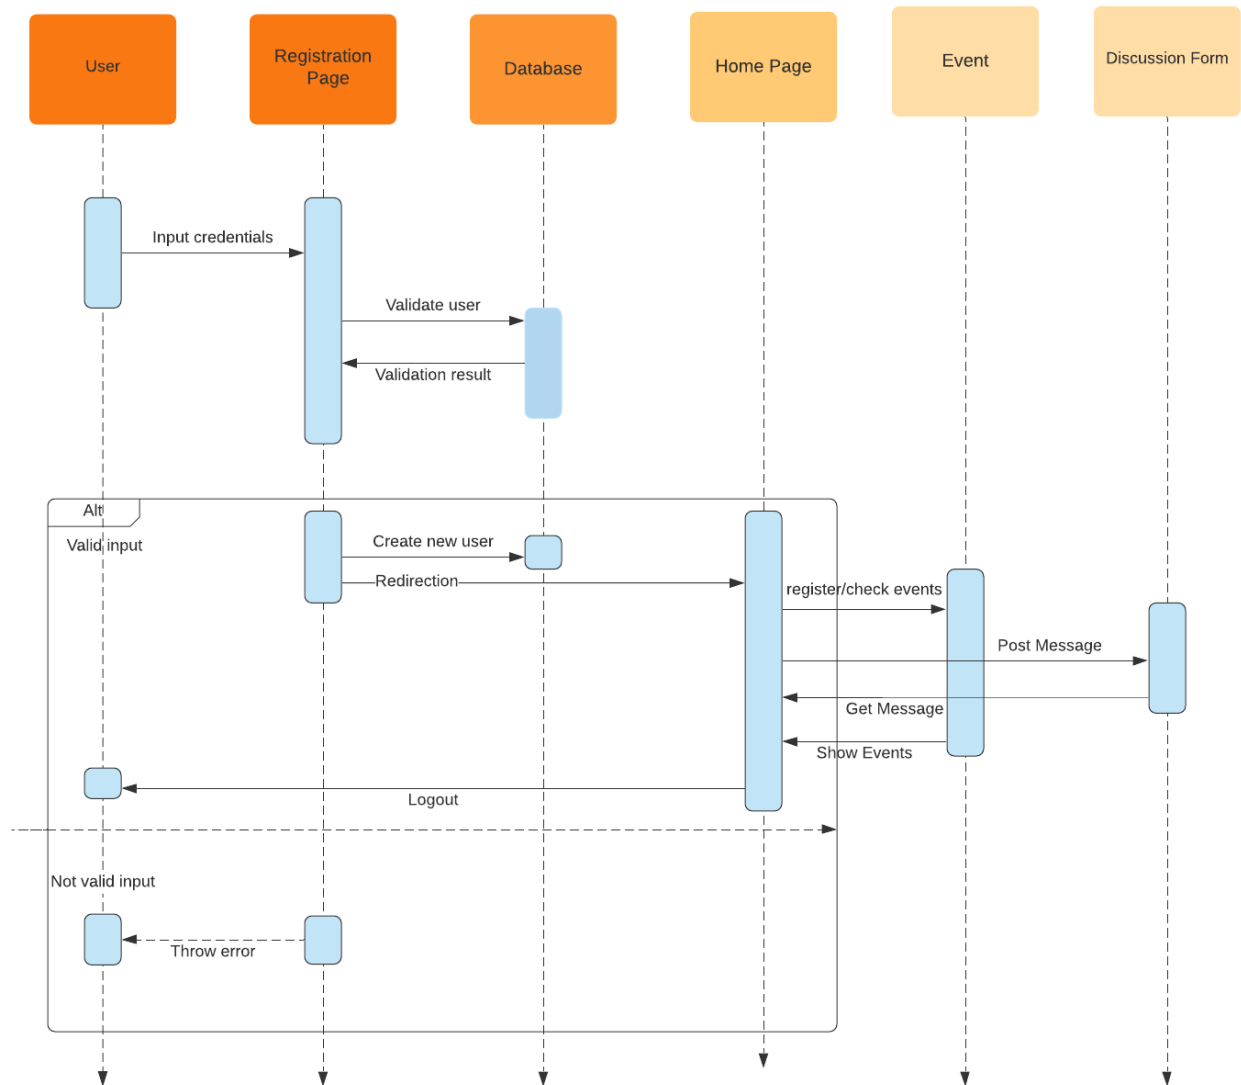 User
Registration
Page
Database
Home Page
Event
Discussion Form
Input credentials
Validate user
Validation result
Alt
Valid input
Create new user
Redirection
register/check events
Post Message
Get Message
Show Events
Logout
Not valid input
Throw error